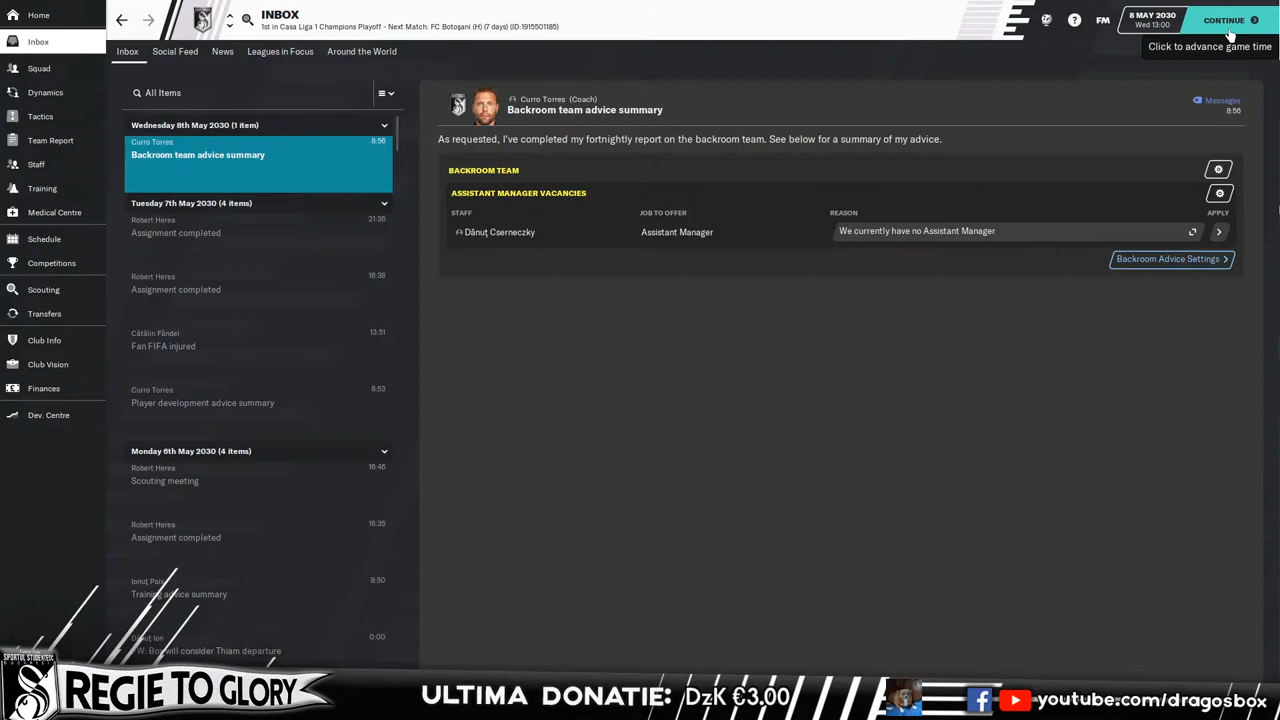 Home
Inbox
Squad
Dynamics
Tactics
Team Report
Staff
Training
Medical Centre
Schedule
Competitions
Scouting
Transfers
Club Info
Club Vision
Finances
Dev. Centre
INBOX
1st in Casa Liga 1 Champions Playoff - Next Match: FC Botoşani (H) (7 days) (ID:1915501185)
FM
8 MAY 2030
Wed 13:00
CONTINUE
Click to advance game time
Inbox
Social Feed
News
Leagues in Focus
Around the World
All Items
Wednesday 8th May 2030 (1 item)
Curro Torres
8:56
Backroom team advice summary
Tuesday 7th May 2030 (4 items)
Robert Herea
21:36
Assignment completed
Robert Herea
16:38
Assignment completed
Cătălin Fândel
13:51
Fan FIFA injured
Curro Torres
8:53
Player development advice summary
Monday 6th May 2030 (4 items)
Robert Herea
16:46
Scouting meeting
Robert Herea
16:35
Assignment completed
Ionuţ Paia
8:50
Training advice summary
Dănuţ Ion
0:00
will consider Thiam departure
Curro Torres (Coach)
Backroom team advice summary
Messages
8:56
As requested, I've completed my fortnightly report on the backroom team. See below for a summary of my advice.
BACKROOM TEAM
ASSISTANT MANAGER VACANCIES
STAFF
JOB TO OFFER
REASON
APPLY
Dănuţ Cserneczky
Assistant Manager
We currently have no Assistant Manager
Backroom Advice Settings
SPORTUL STUDENTESC
REGIE TO GLORY
ULTIMA DONATIE: DzK €3.00
youtube.com/dragosbox